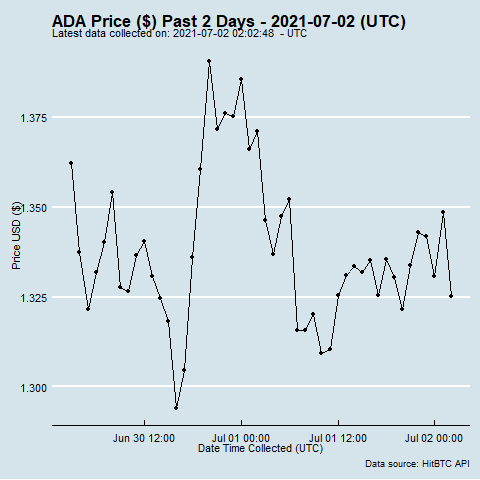 ADA Price ($) Past 2 Days - 2021-07-02 (UTC)
Latest data collected on: 2021-07-02 02:02:48 - UTC
1.375
1.350
1.325
1.300
Price USD ($)
Jun 30 12:00 Jul 01 00:00 Jul 01 12:00 Jul 02 00:00
Date Time Collected (UTC)
Data source: HitBTC API